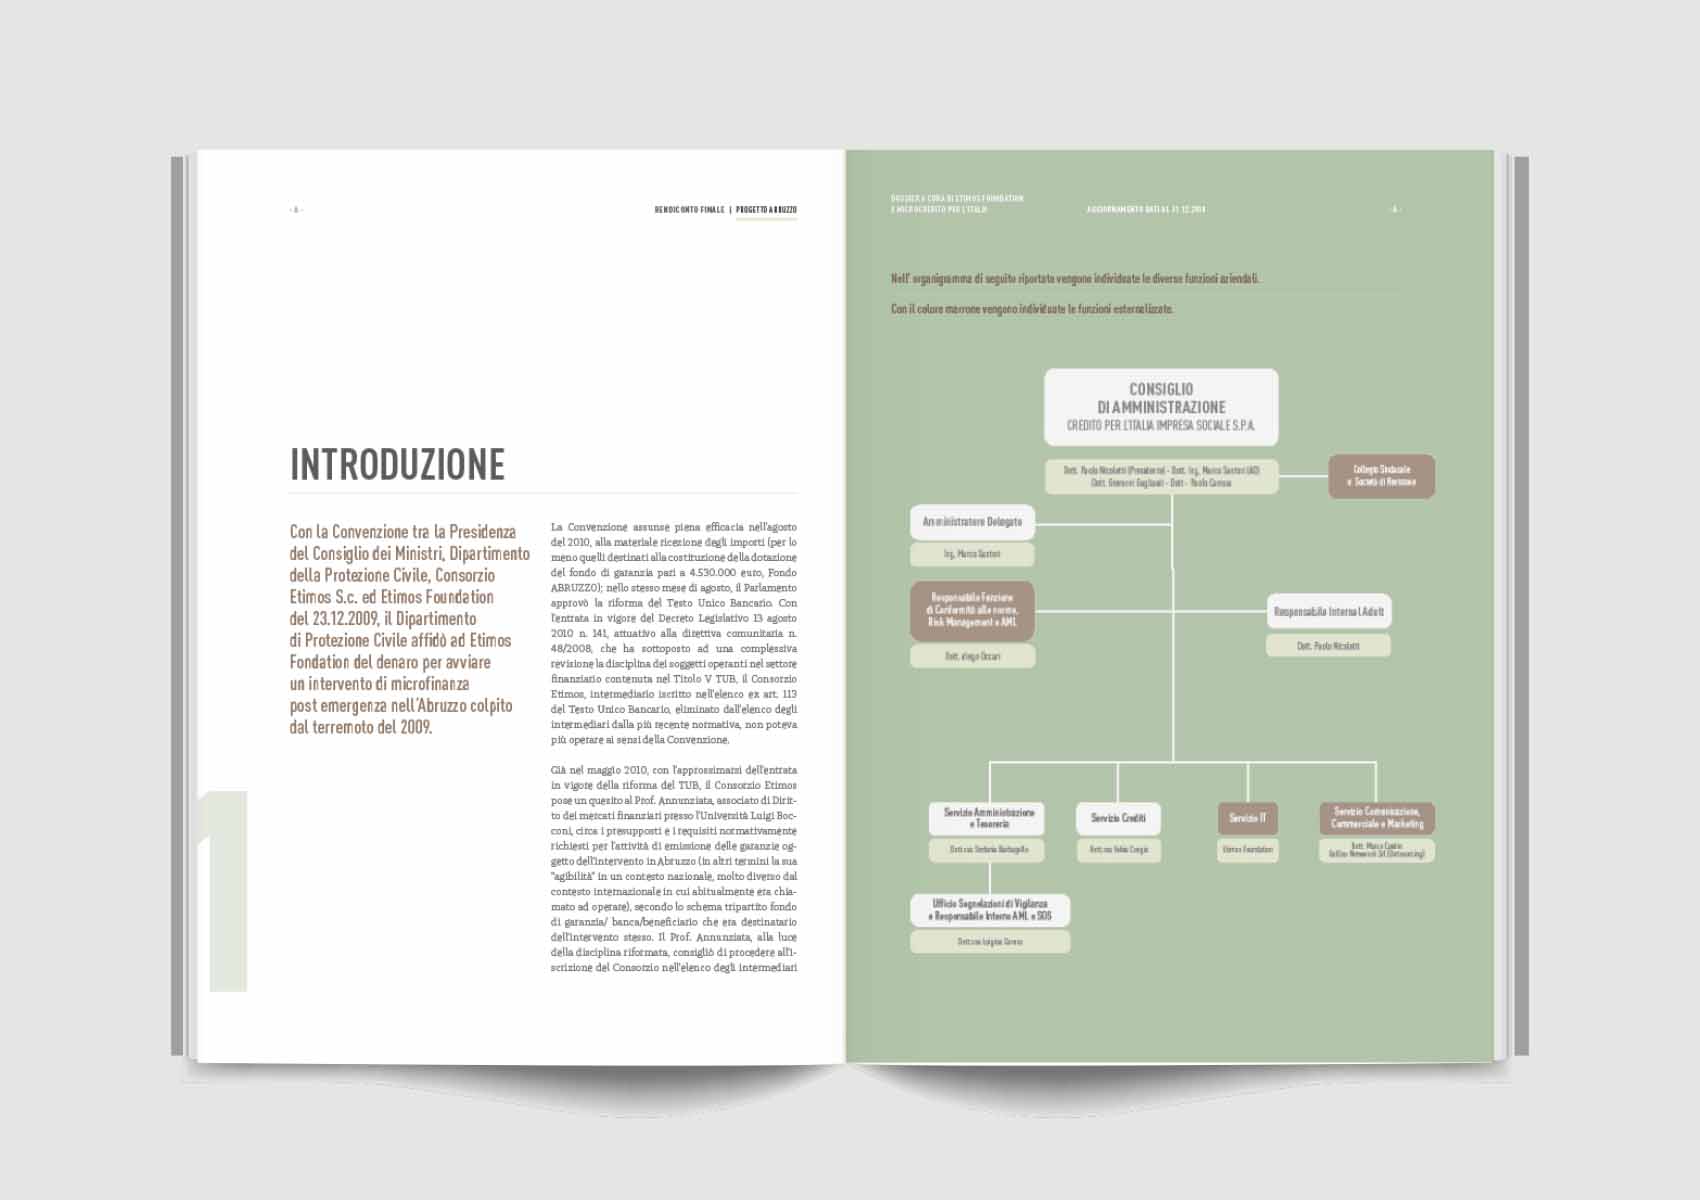 RENDICONTO FINALE | PROGETTO ABRUZZO
INTRODUZIONE
Con la Convenzione tra la Presidenza
del Consiglio dei Ministri, Dipartimento
della Protezione Civile, Consorzio
Etimos S.c. ed Etimos Foundation
del 23.12.2009, il Dipartimento
di Protezione Civile affidò ad Etimos
Fondation del denaro per avviare
un intervento di microfinanza
post emergenza nell'Abruzzo colpito
dal terremoto del 2009.
1
La Convenzione assunse piena efficacia nell'agosto
del 2010, alla materiale ricezione degli importi (per lo
meno quelli destinati alla costituzione della dotazione
del fondo di garanzia pari a 4.530.000 euro, Fondo
ABRUZZO); nello stesso mese di agosto, il Parlamento
approvò la riforma del Testo Unico Bancario. Con
l'entrata in vigore del Decreto Legislativo 13 agosto
2010 n. 141, attuativo alla direttiva comunitaria n.
48/2008, che ha sottoposto ad una complessiva
revisione la disciplina dei soggetti operanti nel settore
finanziario contenuta nel Titolo V TUB, il Consorzio
Etimos, intermediario iscritto nell'elenco ex art. 113
del Testo Unico Bancario, eliminato dall'elenco degli
intermediari dalla più recente normativa, non poteva
più operare ai sensi della Convenzione.
Già nel maggio 2010, con l'approssimarsi dell'entrata
in vigore della riforma del TUB, il Consorzio Etimos
pose un quesito al Prof. Annunziata, associato di Dirit-
to dei mercati finanziari presso l'Università Luigi Boc-
coni, circa i presupposti e i requisiti normativamente
richiesti per l'attività di emissione delle garanzie og-
getto dell'intervento in Abruzzo (in altri termini la sua
"agibilità" in un contesto nazionale, molto diverso dal
contesto internazionale in cui abitualmente era chia-
mato ad operare), secondo lo schema tripartito fondo
di garanzia/ banca/beneficiario che era destinatario
dell'intervento stesso. Il Prof. Annunziata, alla luce
della disciplina riformata, consigliò di procedere all'i-
scrizione del Consorzio nell'elenco degli intermediari
DOSSIER A CURA DI ETIMOS FOUNDATION
E MICROCREDITO PER L'ITALIA
AGGIORNAMENTO DATI AL 31.12.
Nell' organigramma di seguito riportato vengono individuate le diverse funzioni aziendali.
Con il colore marrone vengono individuate le funzioni esternalizzate.
CONSIGLIO
DI AMMINISTRAZIONE
CREDITO PER L'ITALIA IMPRESA SOCIALE S.P.A.
Dott. Paolo Nicoletti (Presidente) - Dott. Ing. Marco Santori (AD)
Dott. - Dott - Paolo
Collegio Sindacale
e Società di Revisione
Amministratore Delegato
Ing. Marco Santori
Responsabile Funzione
di Conformità alle norme,
Risk Management e AML
Dott. diego Occari
Responsabile Internal Adott
Dott. Paolo Nicoletti
Servizio Amministrazione
e Tesoreria
Dott.ssa Stefania
Servizio Crediti
Dott.ssa
Servizio IT
Etimos Foundation
Servizio Comunicazione,
Commerciale e Marketing
Dott. Marco
Network Srl (Outsourcing)
Ufficio Segnalazioni di Vigilanza
e Responsabile Interno AML e SOS
Dott.ssa Luigina